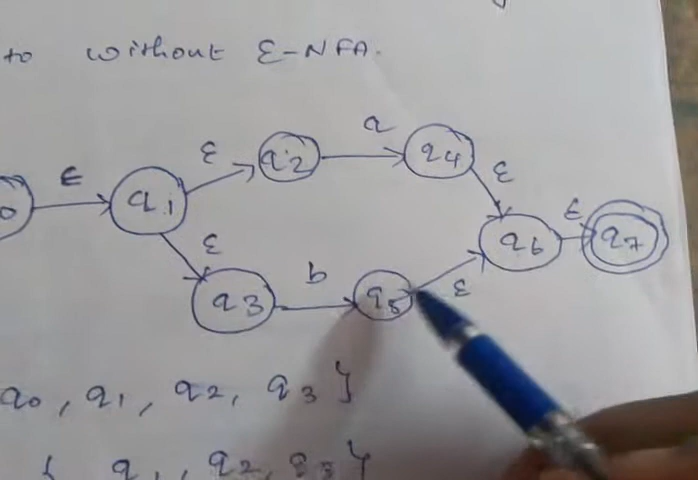 to without ε-NFA.
ε
ε
q2
a
q4
ε
q1
ε
b
q3
q5
ε
q6
ε
q7
q0, q1, q2, q3 }
{ q1, q2, q3 }